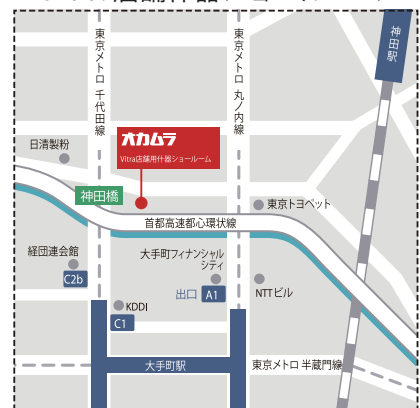 東京メトロ 千代田線
東京メトロ 丸ノ内線
神田駅
オカムラ
Vitra店舗用什器ショールーム
日清製粉
神田橋
東京トヨペット
首都高速都心環状線
経団連会館
C2b
大手町フィナンシャル
シティ
出口 A1
NTTビル
KDDI
C1
大手町駅
東京メトロ 半蔵門線